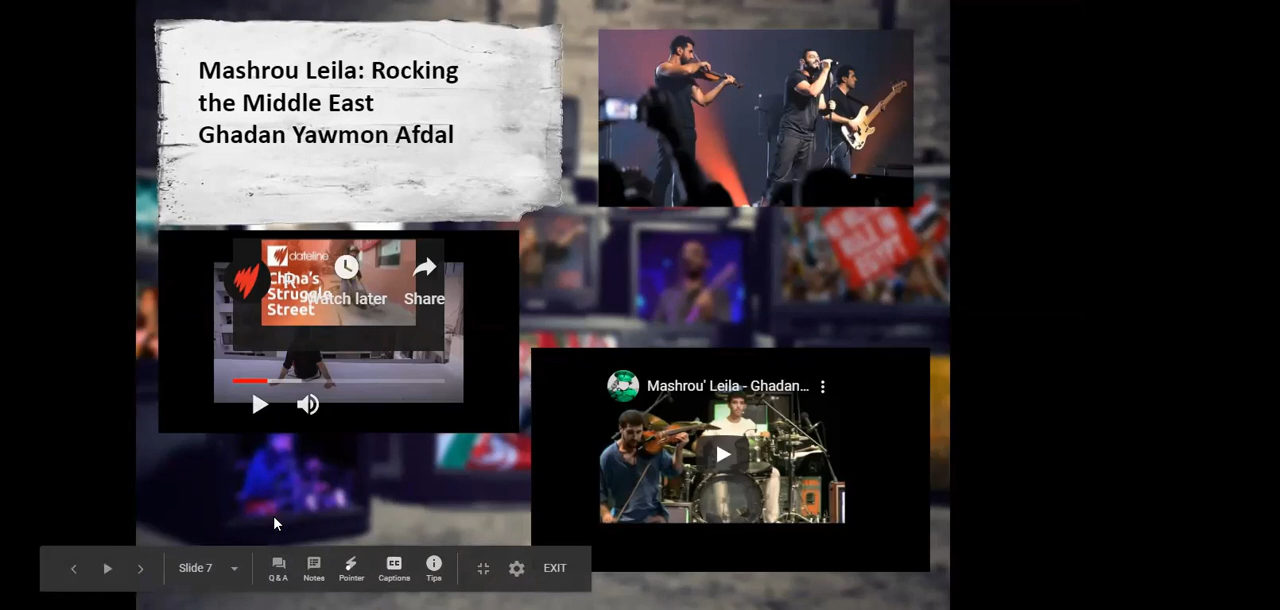 Mashrou Leila: Rocking
the Middle East
Ghadan Yawmon Afdal
dateline
China's
Struggle
Street
Watch later
Share
Mashrou' Leila - Ghadan...
Slide 7
Q & A
Notes
Pointer
Captions
Tips
EXIT